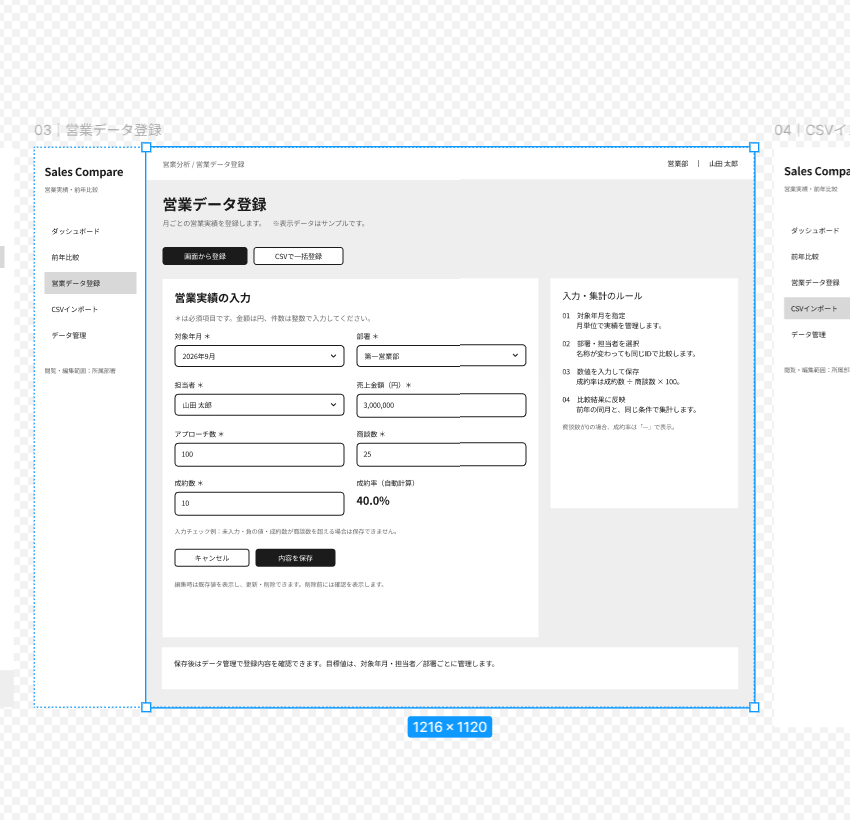 03｜営業データ登録
04｜CSVイ
Sales Compare
営業実績・前年比較
ダッシュボード
前年比較
営業データ登録
CSVインポート
データ管理
閲覧・編集範囲：所属部署
営業分析 / 営業データ登録
営業部　｜　山田 太郎
営業データ登録
月ごとの営業実績を登録します。　※表示データはサンプルです。
画面から登録
CSVで一括登録
営業実績の入力
＊は必須項目です。金額は円、件数は整数で入力してください。
対象年月 ＊
部署 ＊
2026年9月
第一営業部
担当者 ＊
売上金額（円）＊
山田 太郎
3,000,000
アプローチ数 ＊
商談数 ＊
100
25
成約数 ＊
成約率（自動計算）
10
40.0%
入力チェック例：未入力・負の値・成約数が商談数を超える場合は保存できません。
キャンセル
内容を保存
編集時は既存値を表示し、更新・削除できます。削除前には確認を表示します。
入力・集計のルール
01　対象年月を指定
月単位で実績を管理します。
02　部署・担当者を選択
名称が変わっても同じIDで比較します。
03　数値を入力して保存
成約率は成約数 ÷ 商談数 × 100。
04　比較結果に反映
前年の同月と、同じ条件で集計します。
商談数が0の場合、成約率は「—」で表示。
保存後はデータ管理で登録内容を確認できます。目標値は、対象年月・担当者／部署ごとに管理します。
1216 × 1120
Sales Compa
営業実績・前年比較
ダッシュボード
前年比較
営業データ登録
CSVインポート
データ管理
閲覧・編集範囲：所属部